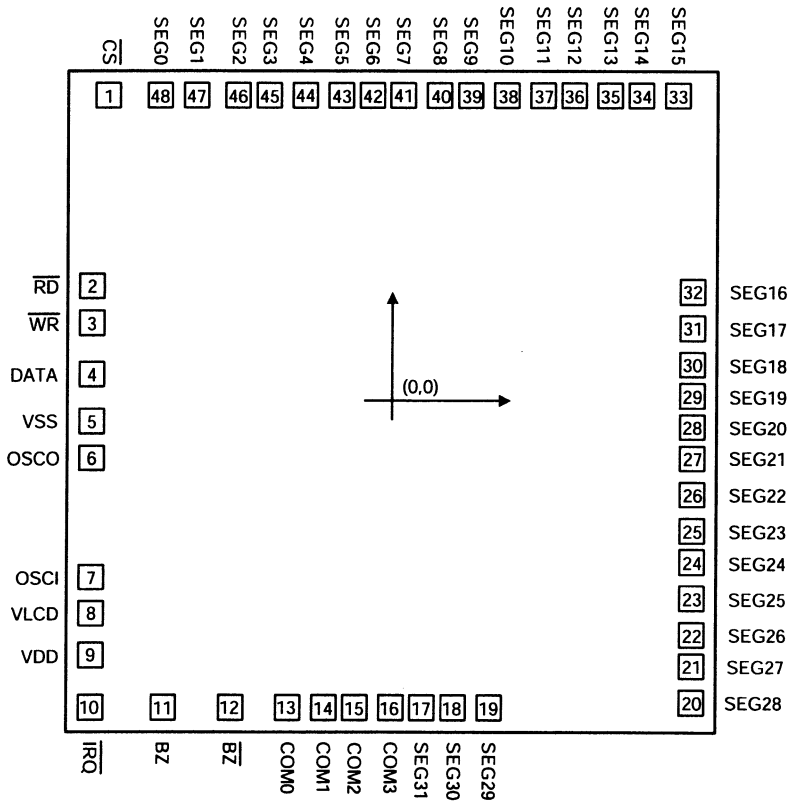 CS SEG0 SEG1 SEG2 SEG3 SEG4 SEG5 SEG6 SEG7 SEG8 SEG9 SEG10 SEG11 SEG12 SEG13 SEG14 SEG15
1 48 47 46 45 44 43 42 41 40 39 38 37 36 35 34 33
RD 2
32 SEG16
WR 3
31 SEG17
DATA 4
30 SEG18
(0,0)
29 SEG19
VSS 5
28 SEG20
OSCO 6
27 SEG21
26 SEG22
25 SEG23
24 SEG24
OSCI 7
23 SEG25
VLCD 8
22 SEG26
VDD 9
21 SEG27
20 SEG28
10 11 12 13 14 15 16 17 18 19
IRQ BZ BZ COM0 COM1 COM2 COM3 SEG31 SEG30 SEG29